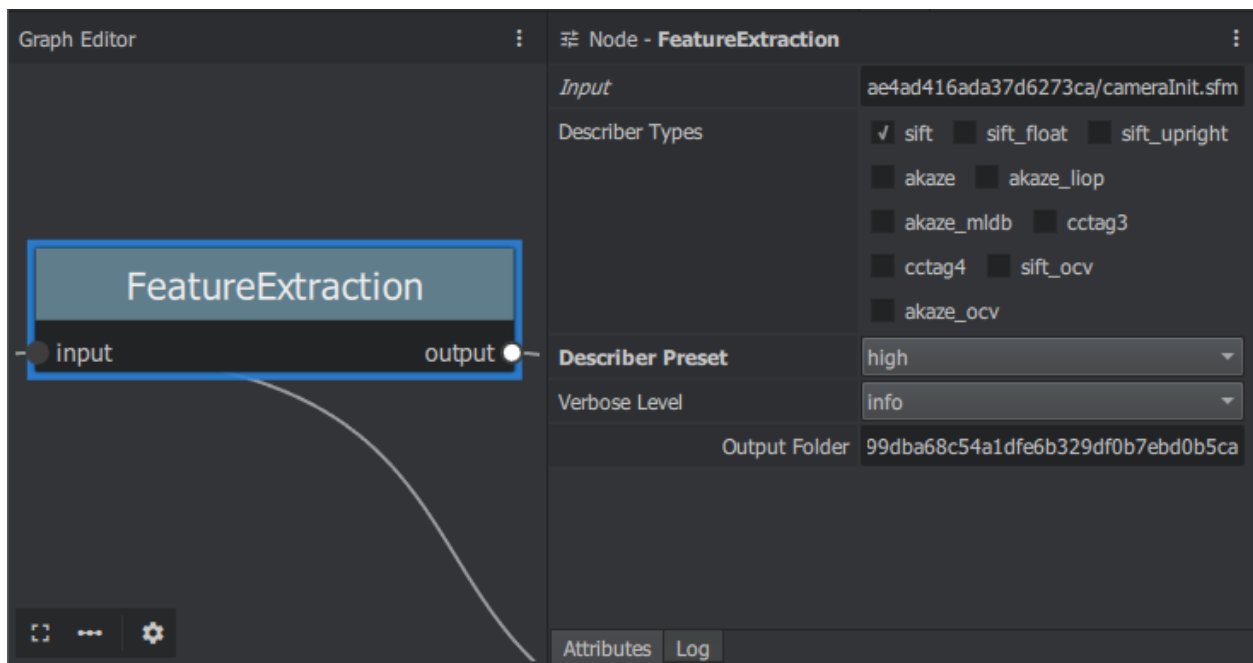 Graph Editor
FeatureExtraction
input output
Node - FeatureExtraction
Input ae4ad416ada37d6273ca/cameraInit.sfm
Describer Types sift sift_float sift_upright
akaze akaze_liop
akaze_mldb cctag3
cctag4 sift_ocv
akaze_ocv
Describer Preset high
Verbose Level info
Output Folder 99dba68c54a1dfe6b329df0b7ebd0b5ca
Attributes Log